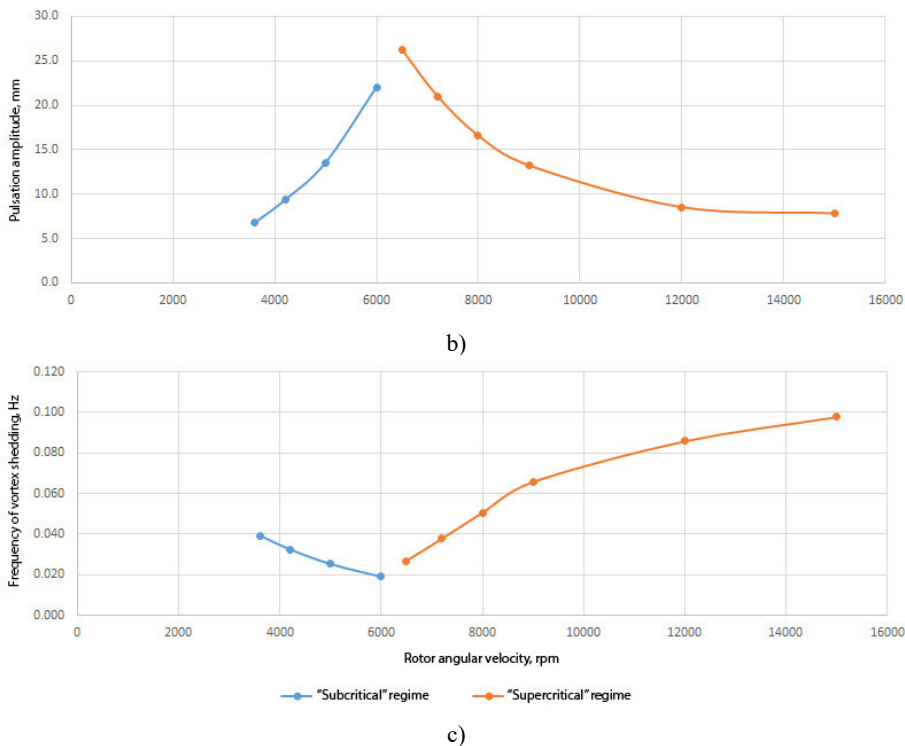 30.0
25.0
20.0
15.0
10.0
5.0
0.0
Pulsation amplitude, mm
0 2000 4000 6000 8000 10000 12000 14000 16000
b)
0.120
0.100
0.080
0.060
0.040
0.020
0.000
Frequency of vortex shedding, Hz
0 2000 4000 6000 8000 10000 12000 14000 16000
Rotor angular velocity, rpm
"Subcritical" regime "Supercritical" regime
c)